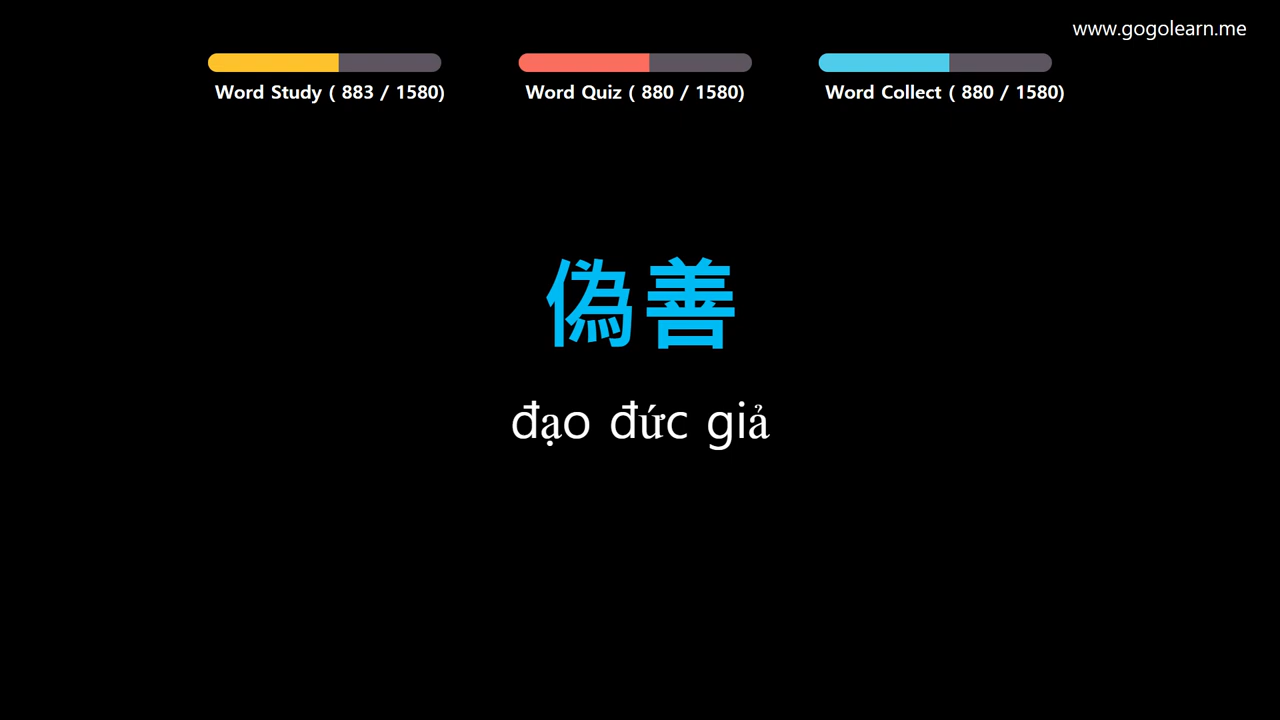 www.gogolearn.me
Word Study ( 883 / 1580)
Word Quiz ( 880 / 1580)
Word Collect ( 880 / 1580)
偽善
đạo đức giả